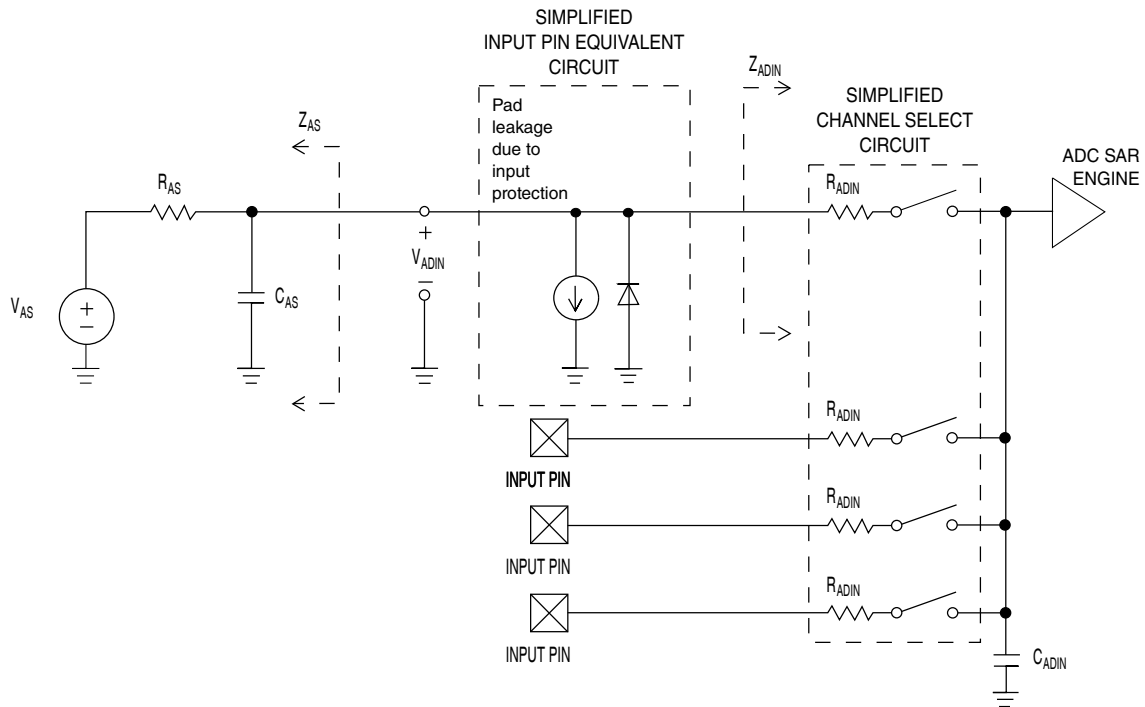 SIMPLIFIED
INPUT PIN EQUIVALENT
CIRCUIT
Z_ADIN
SIMPLIFIED
CHANNEL SELECT
CIRCUIT
Pad
leakage
due to
input
protection
Z_AS
ADC SAR
ENGINE
R_AS
R_ADIN
+
V_ADIN
–
C_AS
V_AS
+
–
R_ADIN
INPUT PIN
R_ADIN
INPUT PIN
R_ADIN
INPUT PIN
C_ADIN